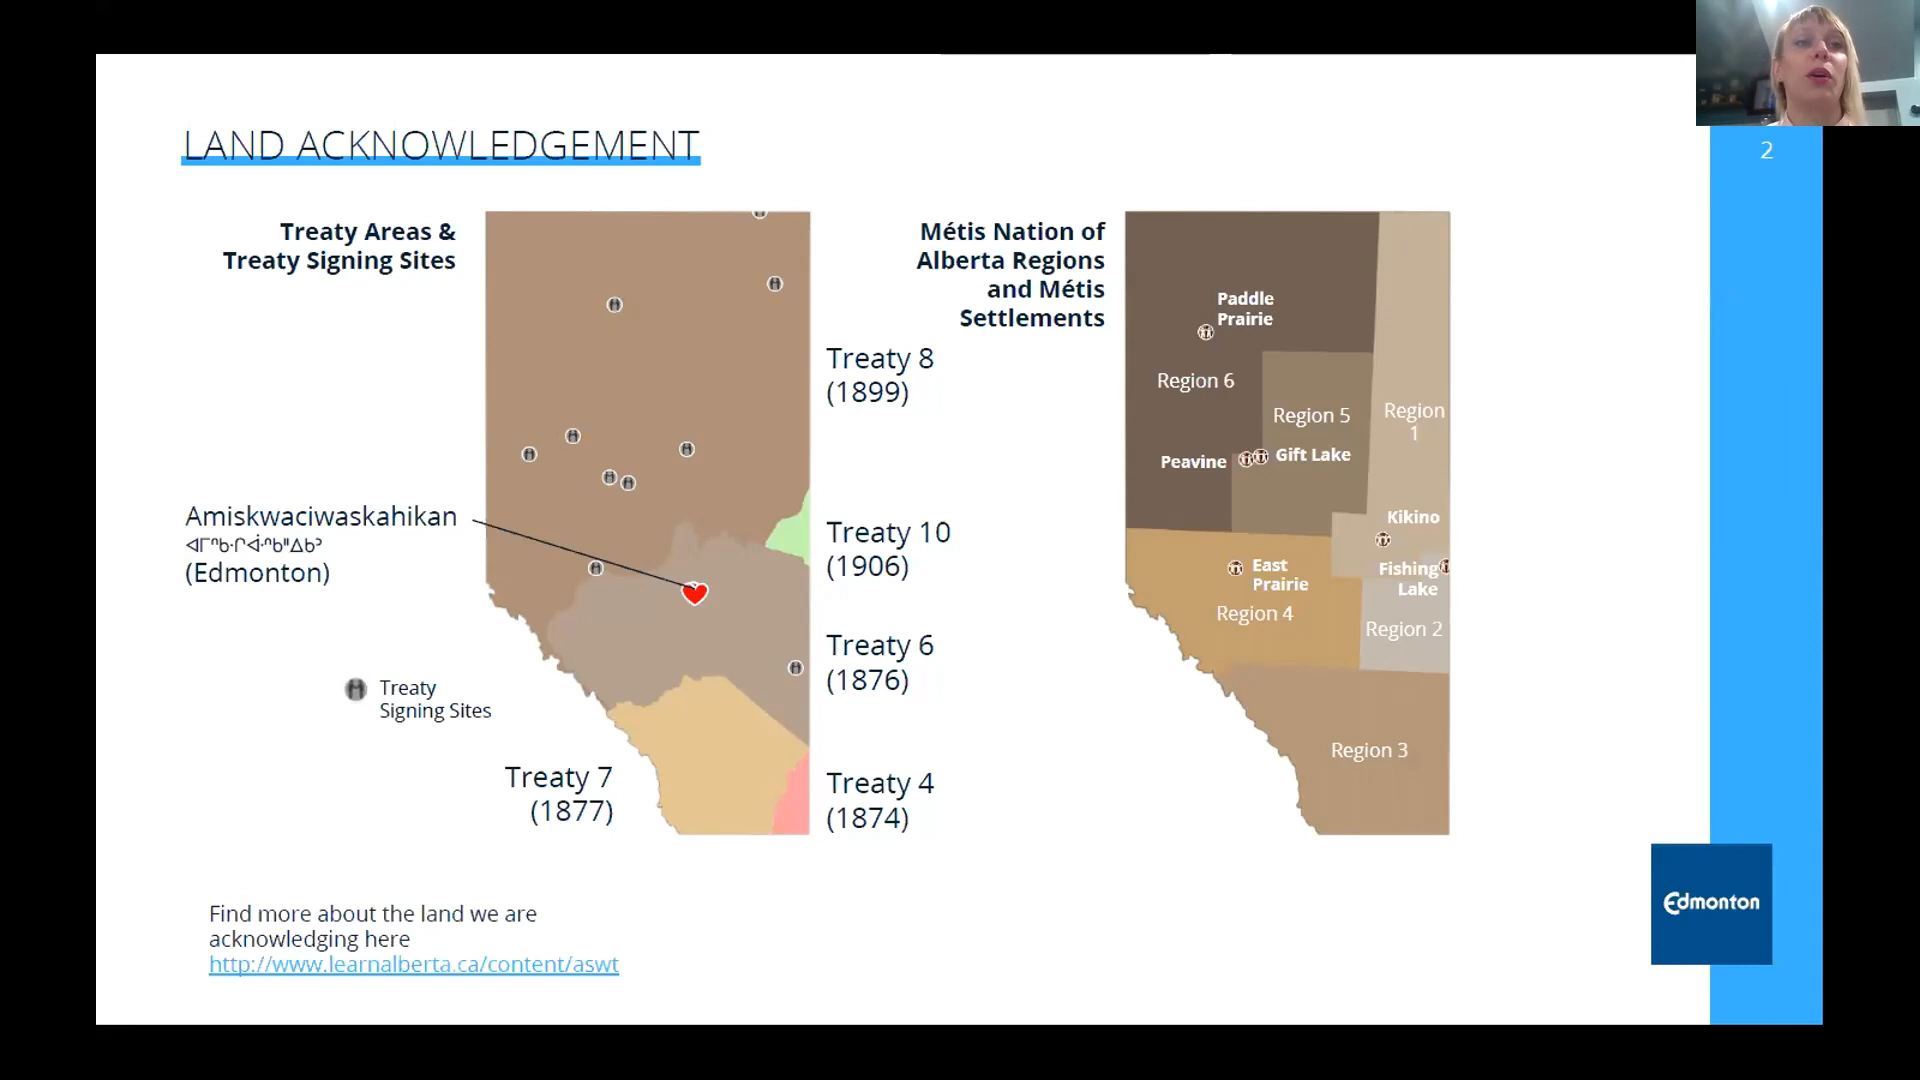 LAND ACKNOWLEDGEMENT
2
Treaty Areas &
Treaty Signing Sites
Treaty 8
(1899)
Amiskwaciwaskahikan
ᐊᒥᐢᑲᐧᒋᐋᐧᐢᑲᐦᐃᑲᐣ
(Edmonton)
Treaty 10
(1906)
Treaty 6
(1876)
Treaty
Signing Sites
Treaty 7
(1877)
Treaty 4
(1874)
Métis Nation of
Alberta Regions
and Métis
Settlements
Paddle
Prairie
Region 6
Region 5
Region
1
Peavine
Gift Lake
Kikino
East
Prairie
Fishing
Lake
Region 4
Region 2
Region 3
Find more about the land we are
acknowledging here
http://www.learnalberta.ca/content/aswt
Edmonton